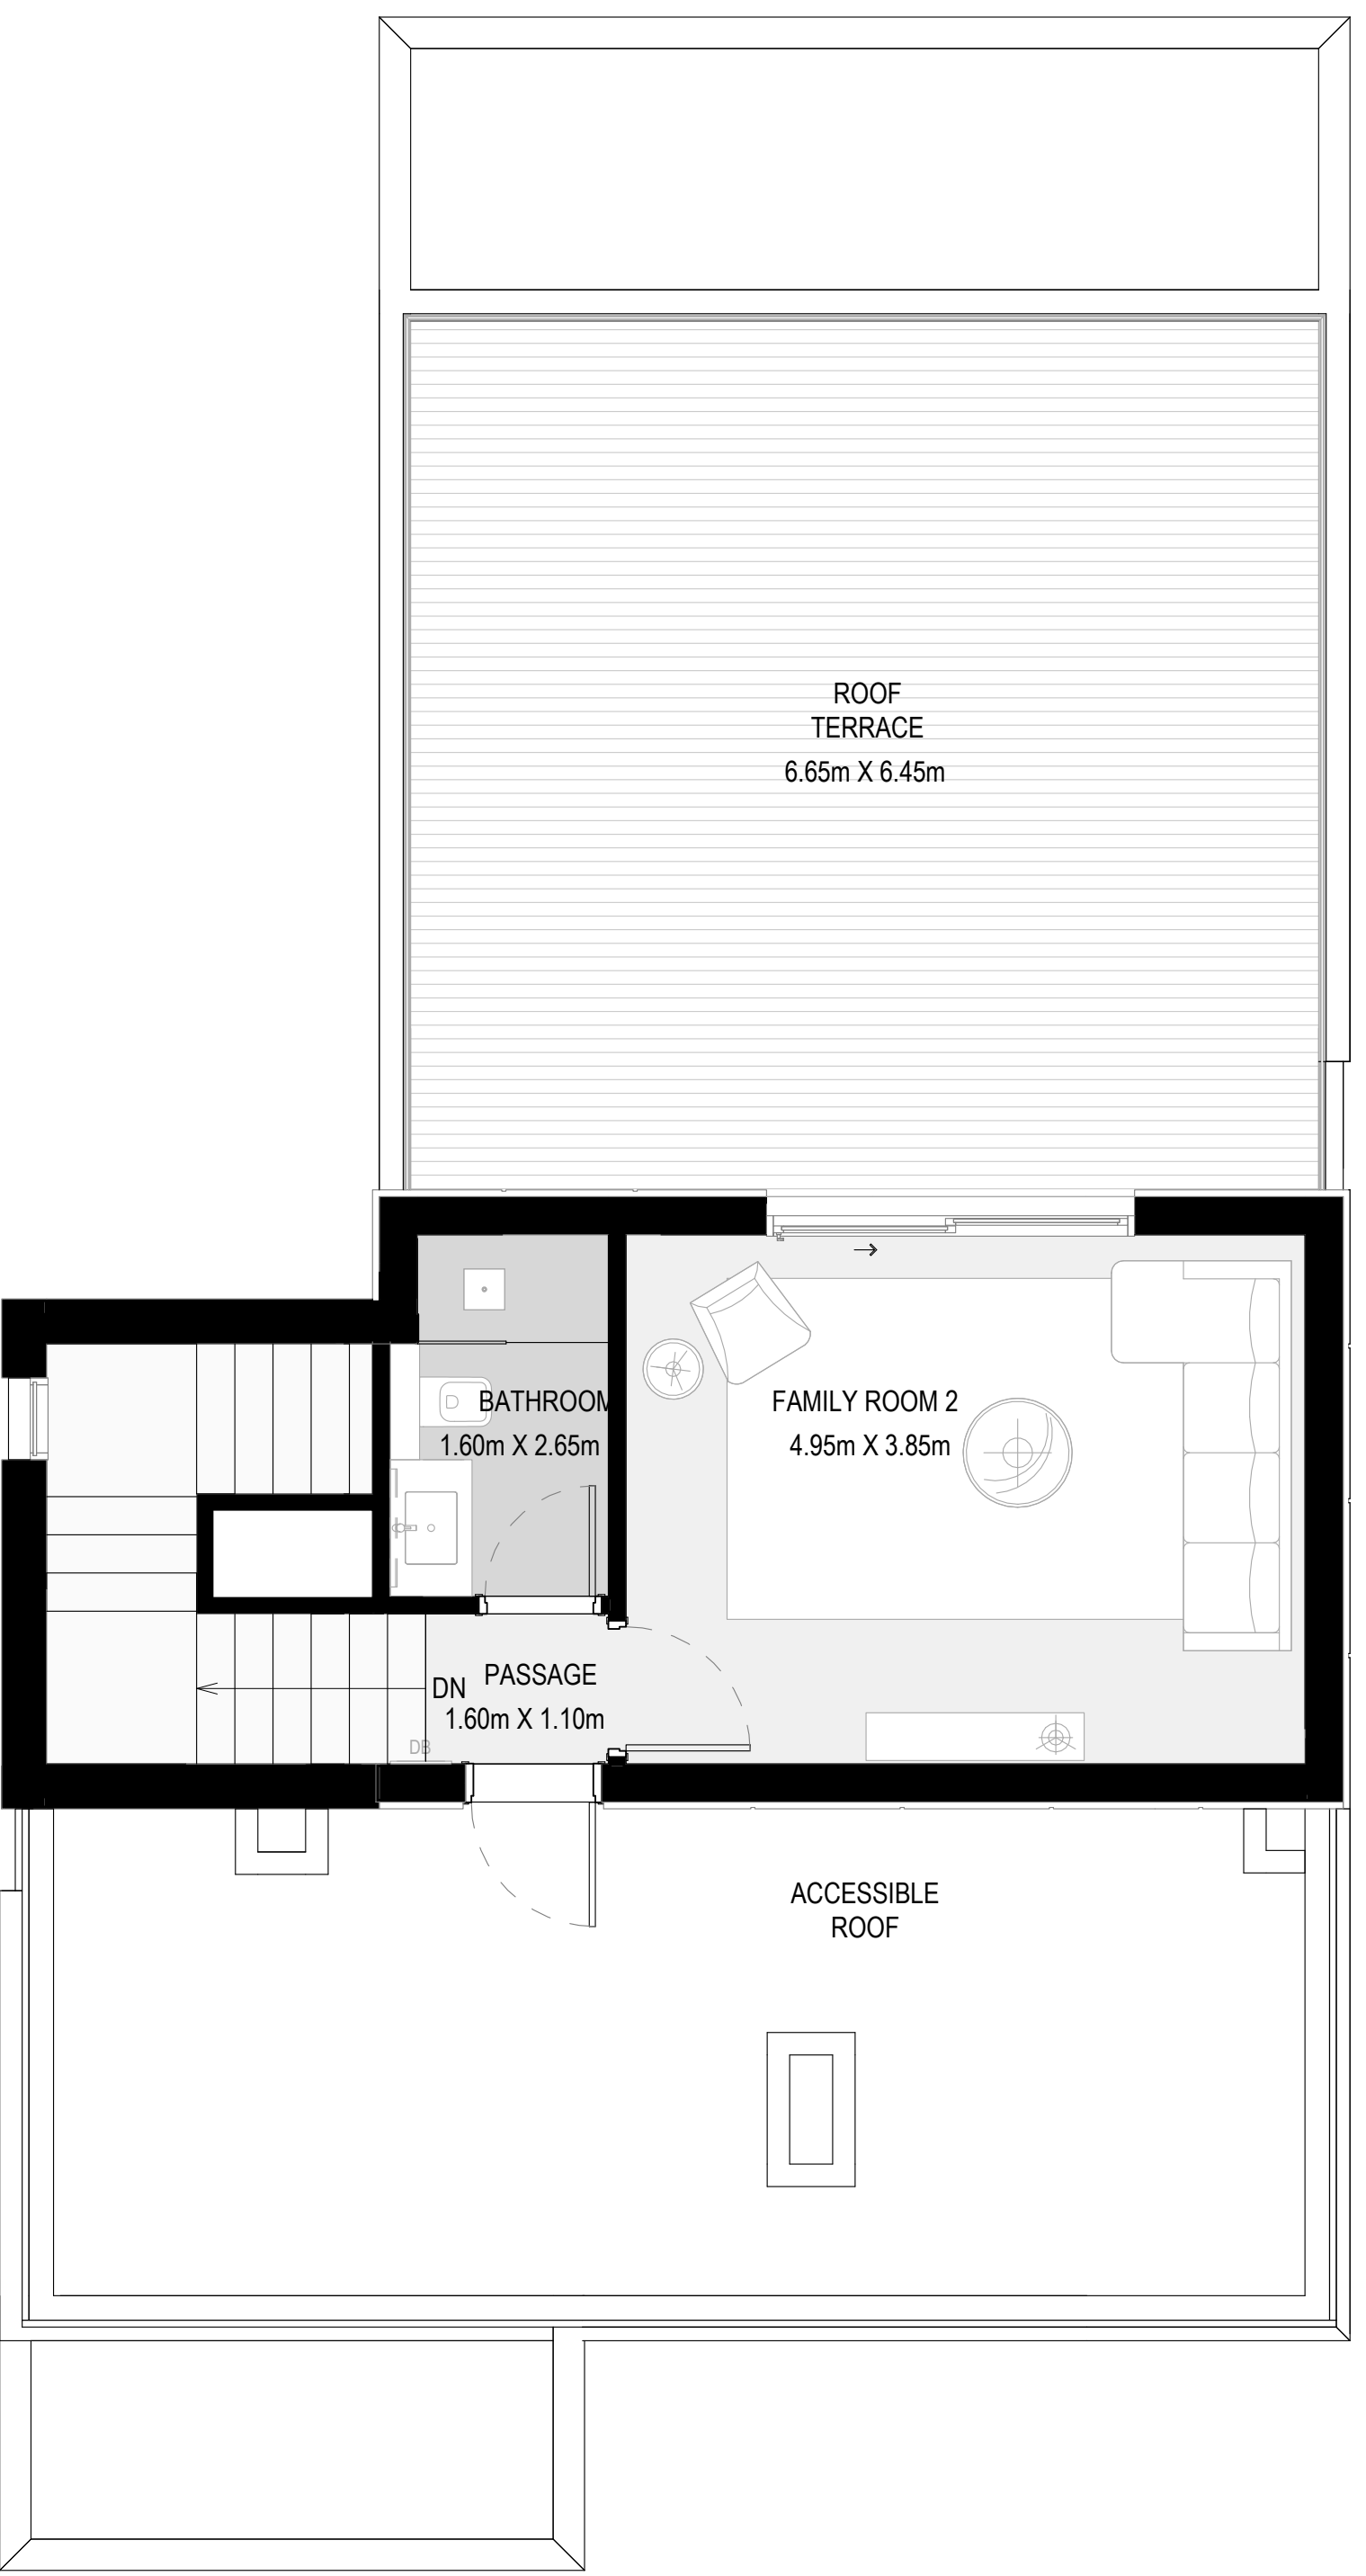 ROOF
TERRACE
6.65m X 6.45m
BATHROOM
1.60m X 2.65m
FAMILY ROOM 2
4.95m X 3.85m
PASSAGE
DN
1.60m X 1.10m
DB
ACCESSIBLE
ROOF